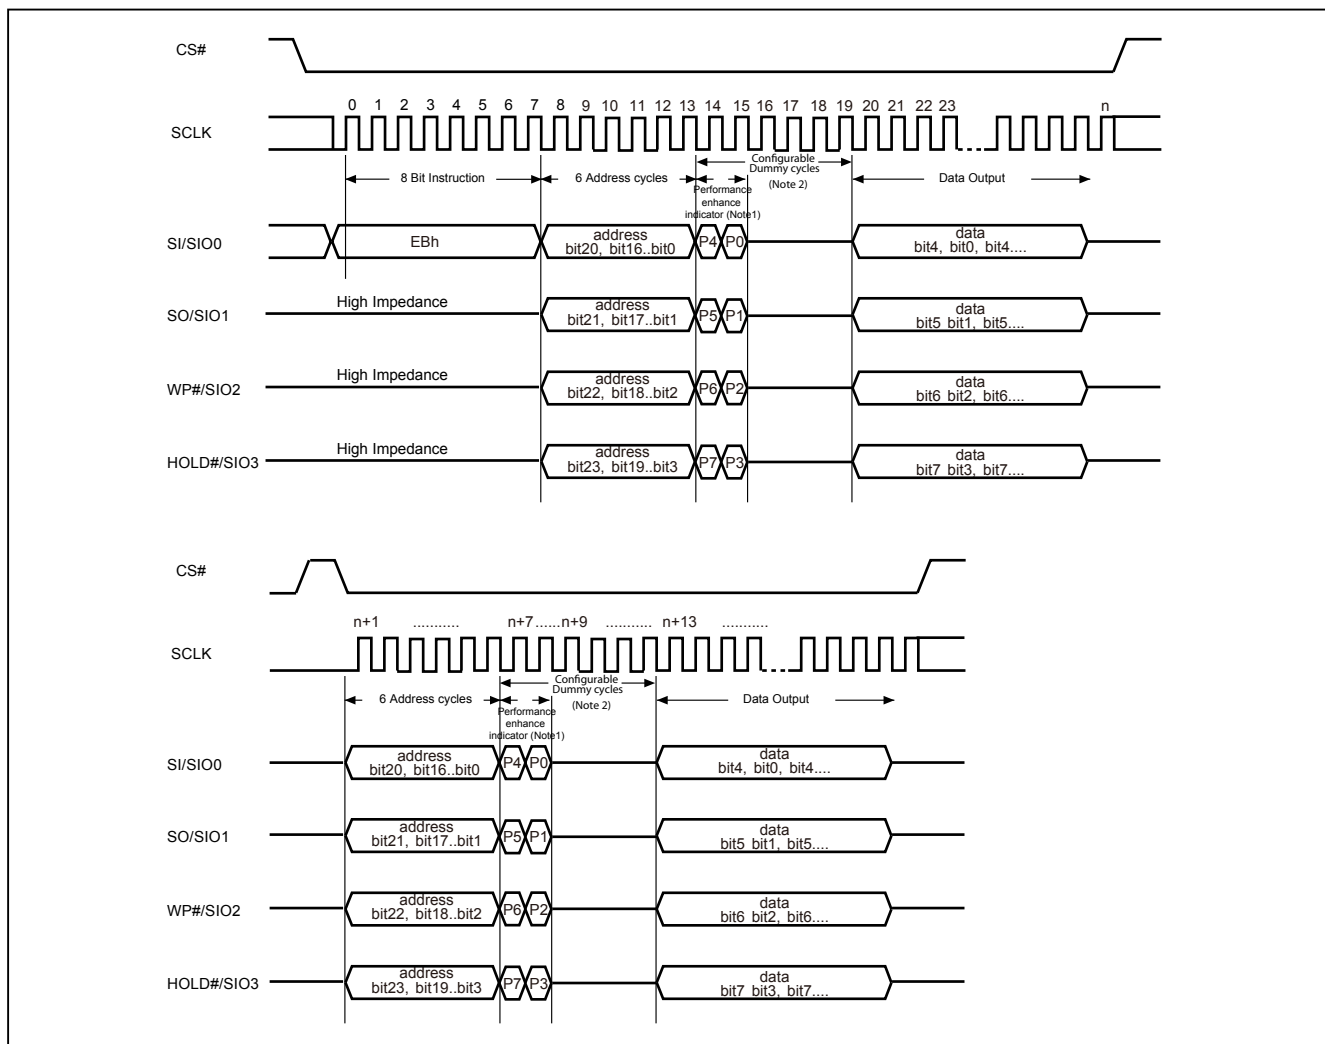 CS#
0 1 2 3 4 5 6 7 8 9 10 11 12 13 14 15 16 17 18 19 20 21 22 23 n
SCLK
Configurable
Dummy cycles
(Note 2)
8 Bit Instruction 6 Address cycles Data Output
Performance
enhance
indicator (Note1)
SI/SIO0 EBh address
bit20, bit16..bit0 P4 P0 data
bit4, bit0, bit4....
High Impedance
SO/SIO1 address
bit21, bit17..bit1 P5 P1 data
bit5 bit1, bit5....
High Impedance
WP#/SIO2 address
bit22, bit18..bit2 P6 P2 data
bit6 bit2, bit6....
High Impedance
HOLD#/SIO3 address
bit23, bit19..bit3 P7 P3 data
bit7 bit3, bit7....
CS#
n+1 ........... n+7 ...... n+9 ........... n+13 ...........
SCLK
Configurable
Dummy cycles
(Note 2)
6 Address cycles Data Output
Performance
enhance
indicator (Note1)
SI/SIO0 address
bit20, bit16..bit0 P4 P0 data
bit4, bit0, bit4....
SO/SIO1 address
bit21, bit17..bit1 P5 P1 data
bit5 bit1, bit5....
WP#/SIO2 address
bit22, bit18..bit2 P6 P2 data
bit6 bit2, bit6....
HOLD#/SIO3 address
bit23, bit19..bit3 P7 P3 data
bit7 bit3, bit7....